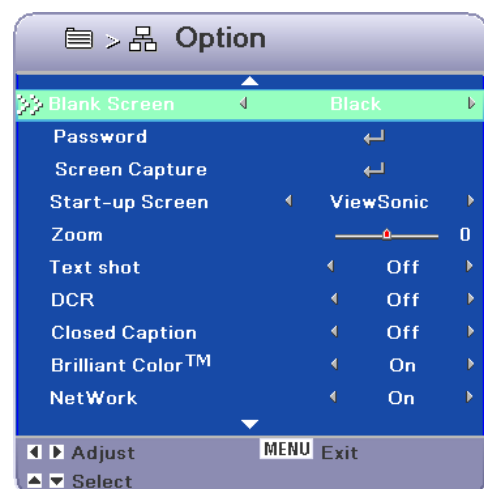 > Option
Blank Screen Black
Password
Screen Capture
Start-up Screen ViewSonic
Zoom 0
Text shot Off
DCR Off
Closed Caption Off
Brilliant Color™ On
NetWork On
Adjust MENU Exit
Select